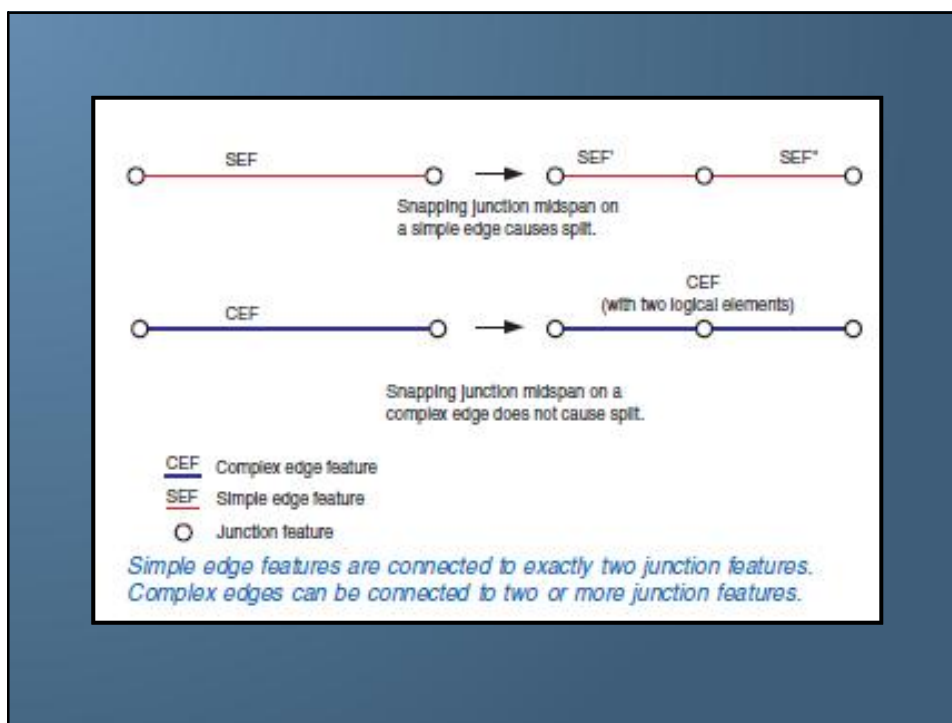 SEF
SEF'
SEF"
Snapping junction midspan on
a simple edge causes split.
CEF
CEF
(with two logical elements)
Snapping junction midspan on a
complex edge does not cause split.
CEF Complex edge feature
SEF Simple edge feature
Junction feature
Simple edge features are connected to exactly two junction features.
Complex edges can be connected to two or more junction features.